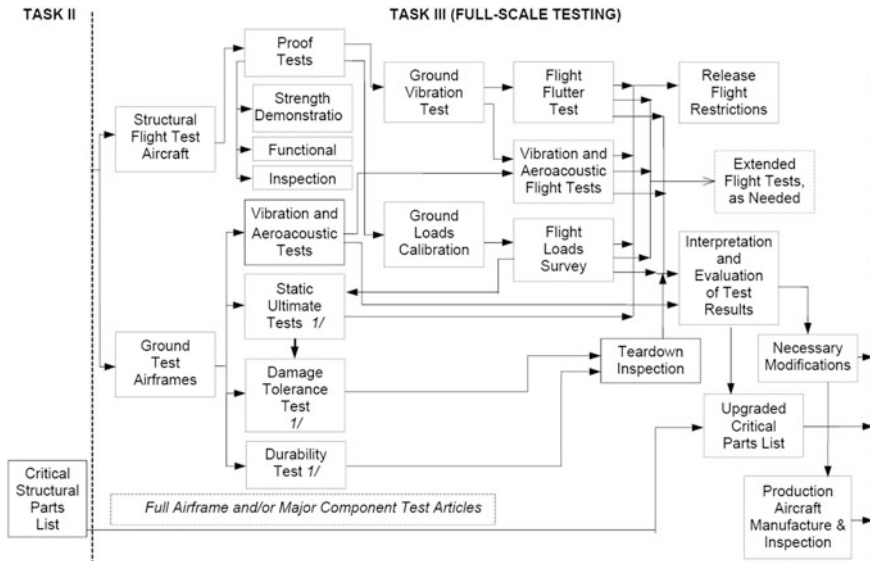 TASK II
TASK III (FULL-SCALE TESTING)
Structural
Flight Test
Aircraft
Proof
Tests
Strength
Demonstratio
Functional
Inspection
Ground
Vibration
Test
Flight
Flutter
Test
Release
Flight
Restrictions
Vibration and
Aeroacoustic
Flight Tests
Extended
Flight Tests,
as Needed
Vibration and
Aeroacoustic
Tests
Ground
Loads
Calibration
Flight
Loads
Survey
Interpretation
and
Evaluation
of Test
Results
Static
Ultimate
Tests 1/
Ground
Test
Airframes
Damage
Tolerance
Test
1/
Teardown
Inspection
Necessary
Modifications
Upgraded
Critical
Parts List
Durability
Test 1/
Critical
Structural
Parts
List
Full Airframe and/or Major Component Test Articles
Production
Aircraft
Manufacture &
Inspection